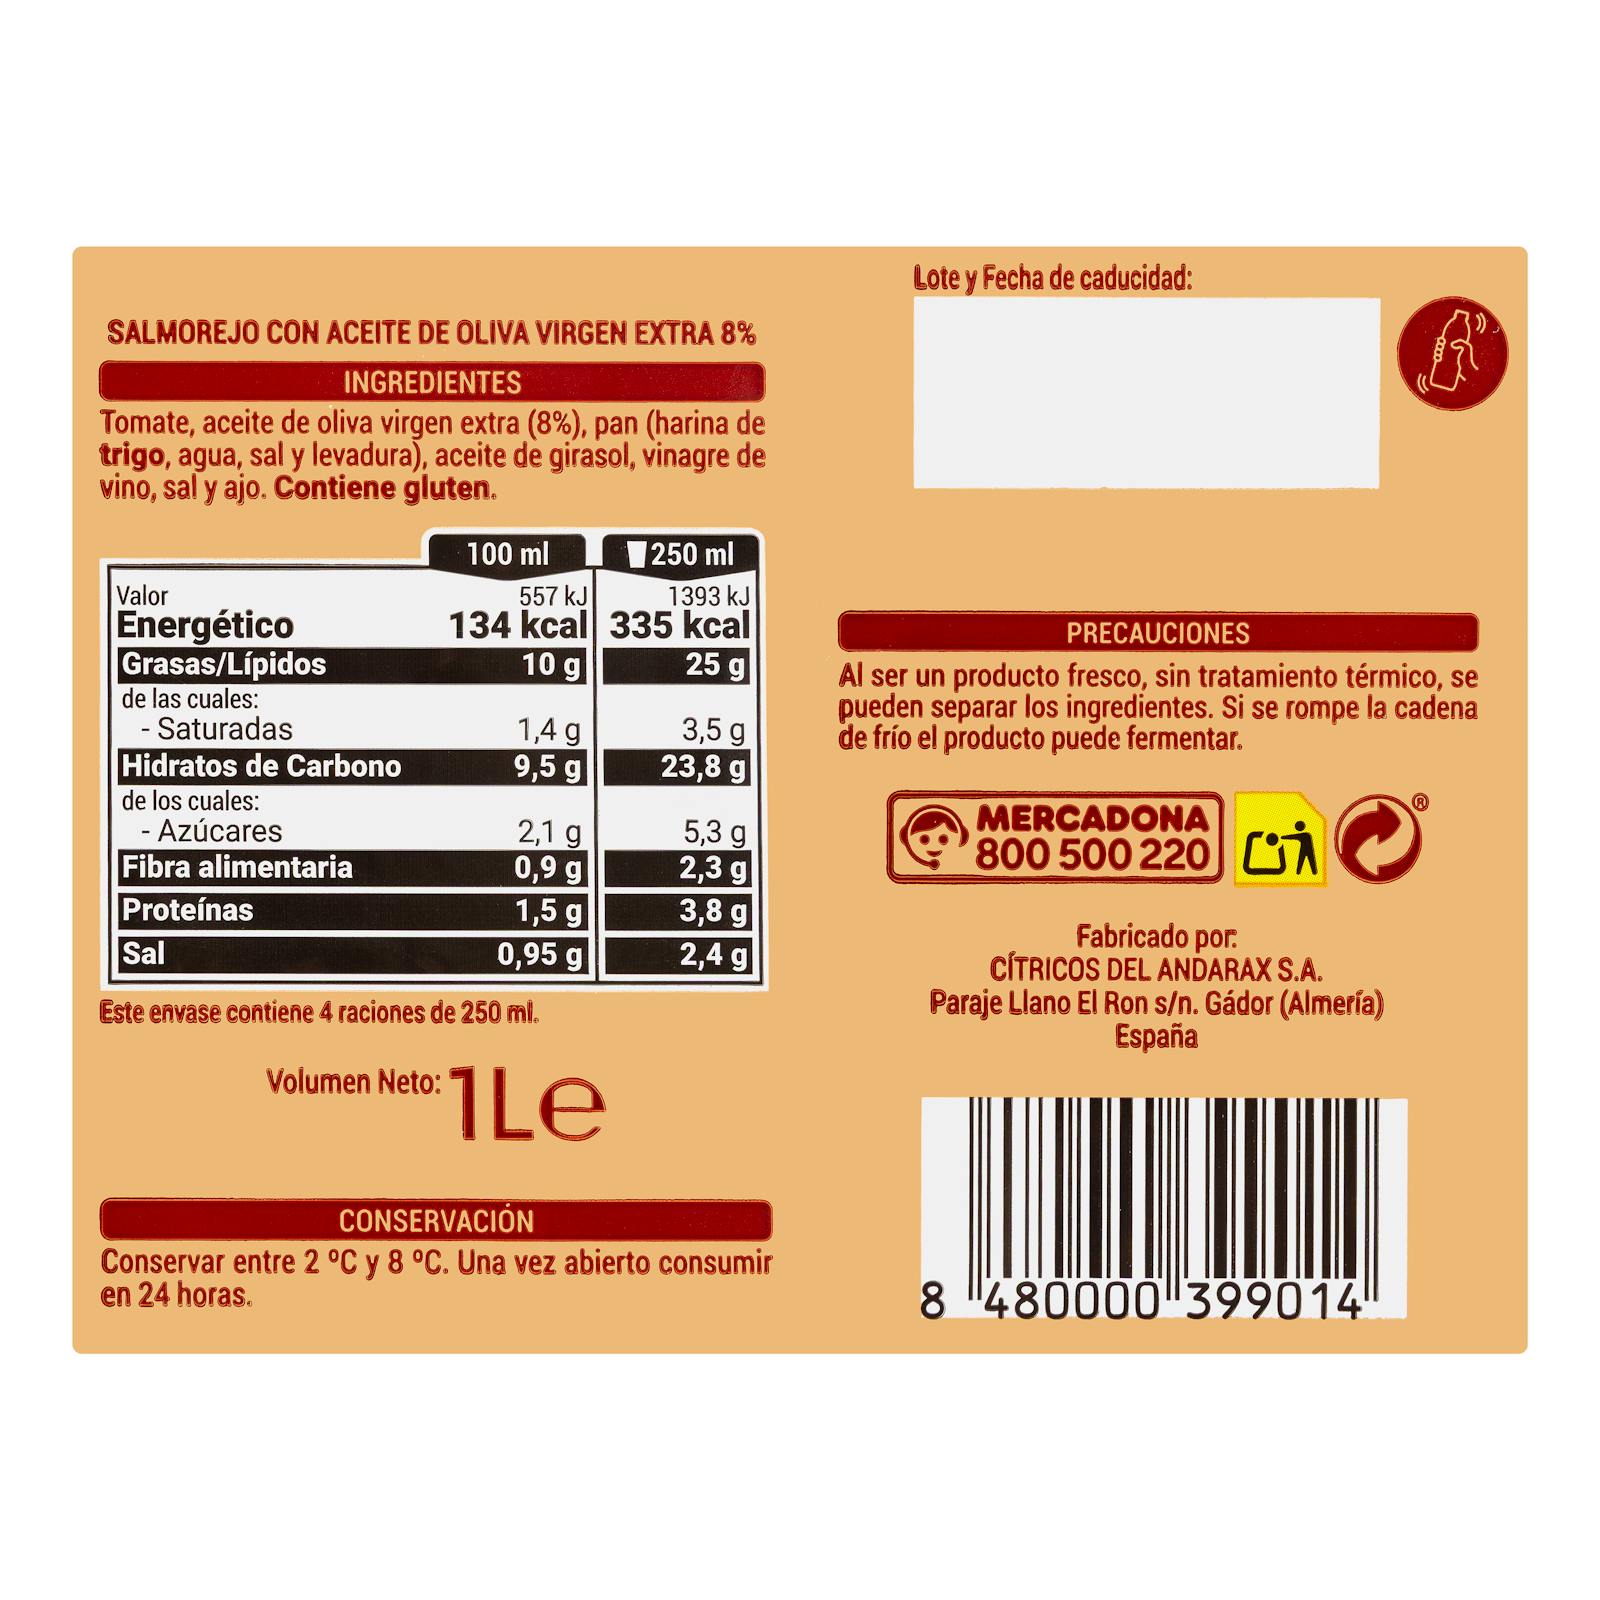 SALMOREJO CON ACEITE DE OLIVA VIRGEN EXTRA 8%
INGREDIENTES
Tomate, aceite de oliva virgen extra (8%), pan (harina de
trigo, agua, sal y levadura), aceite de girasol, vinagre de
vino, sal y ajo. Contiene gluten.
100 ml 250 ml
Valor 557 kJ 1393 kJ
Energético 134 kcal 335 kcal
Grasas/Lípidos 10 g 25 g
de las cuales:
- Saturadas 1,4 g 3,5 g
Hidratos de Carbono 9,5 g 23,8 g
de los cuales:
- Azúcares 2,1 g 5,3 g
Fibra alimentaria 0,9 g 2,3 g
Proteínas 1,5 g 3,8 g
Sal 0,95 g 2,4 g
Este envase contiene 4 raciones de 250 ml.
Volumen Neto: 1L e
CONSERVACIÓN
Conservar entre 2 ºC y 8 ºC. Una vez abierto consumir
en 24 horas.
Lote y Fecha de caducidad:
PRECAUCIONES
Al ser un producto fresco, sin tratamiento térmico, se
pueden separar los ingredientes. Si se rompe la cadena
de frío el producto puede fermentar.
MERCADONA
800 500 220
®
Fabricado por:
CÍTRICOS DEL ANDARAX S.A.
Paraje Llano El Ron s/n. Gádor (Almería)
España
8 480000 399014